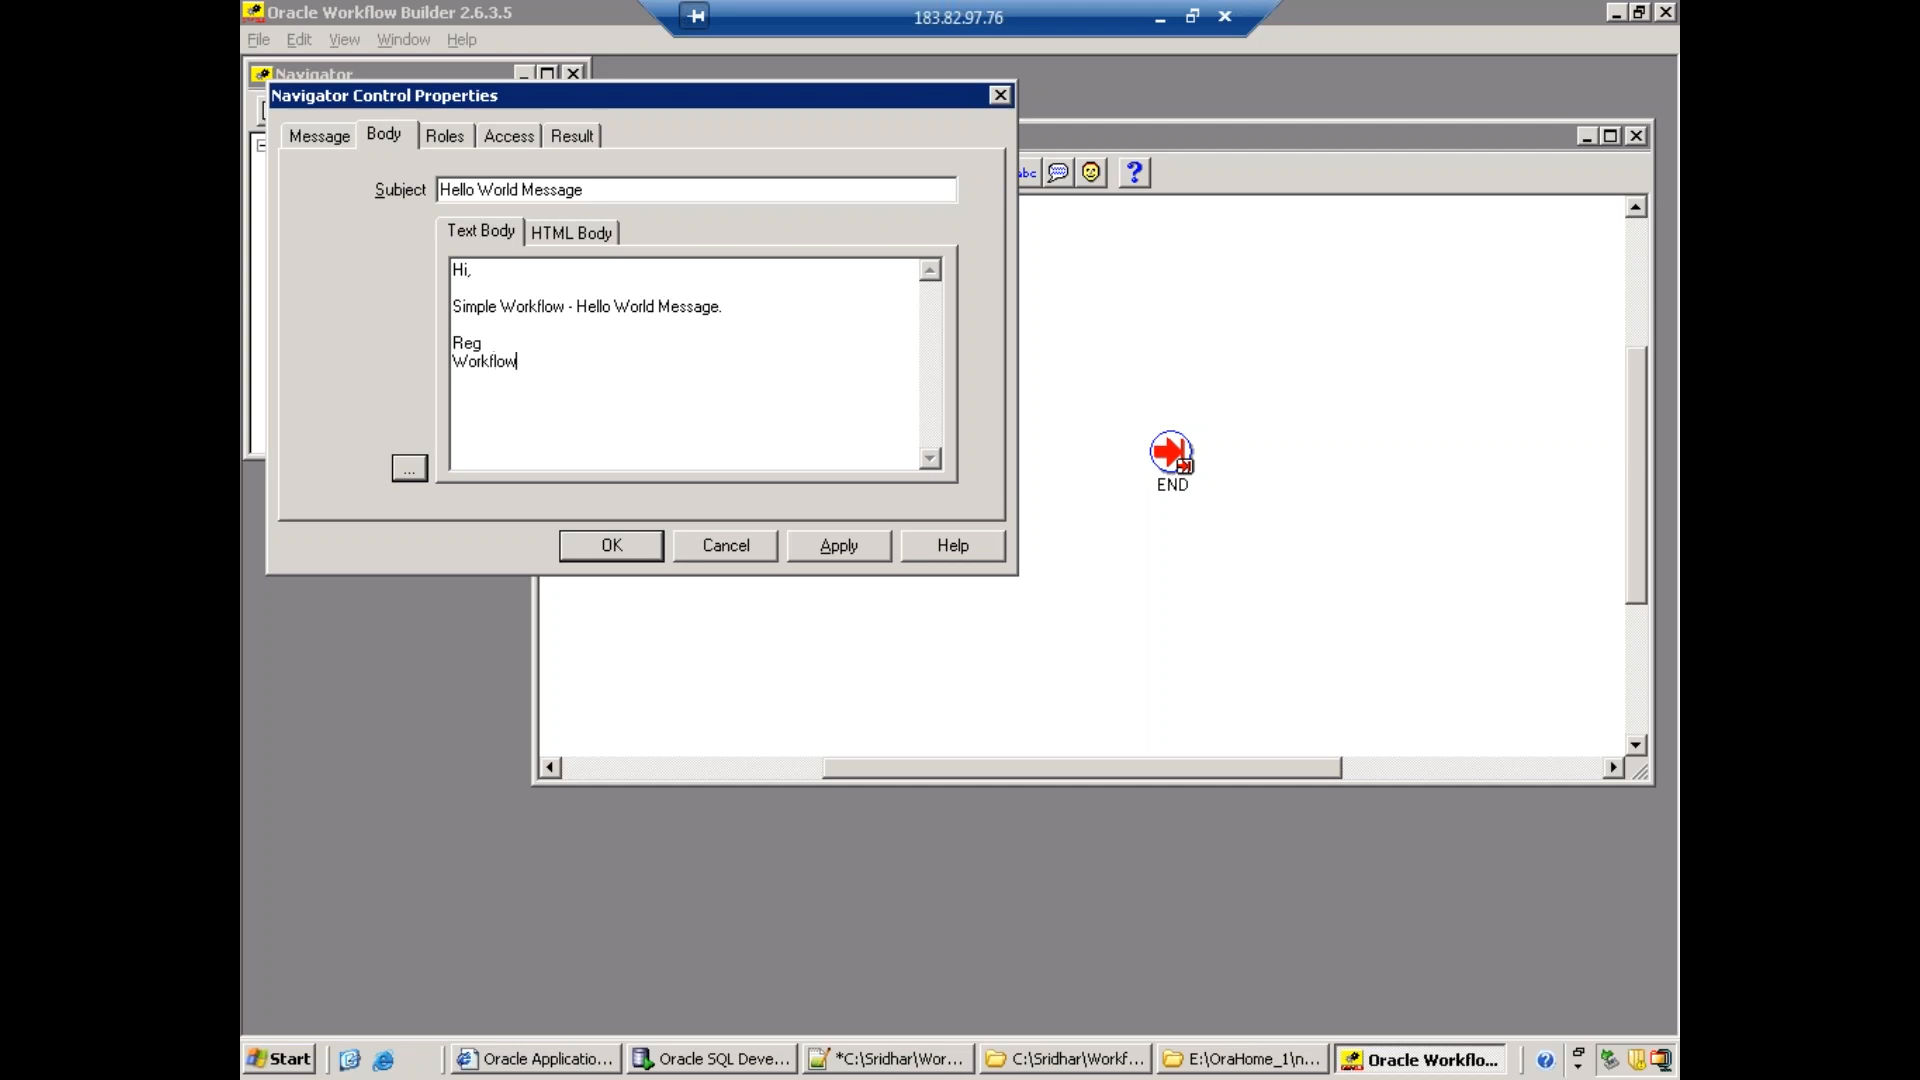 Oracle Workflow Builder 2.6.3.5
183.82.97.76
File Edit View Window Help
Navigator
Navigator Control Properties
Message Body Roles Access Result
abc ?
Subject Hello World Message
Text Body HTML Body
Hi,
Simple Workflow - Hello World Message.
Reg
Workflow
...
END
OK Cancel Apply Help
Start Oracle Applicatio... Oracle SQL Deve... *C:\Sridhar\Wor... C:\Sridhar\Workf... E:\OraHome_1\n... Oracle Workflo...